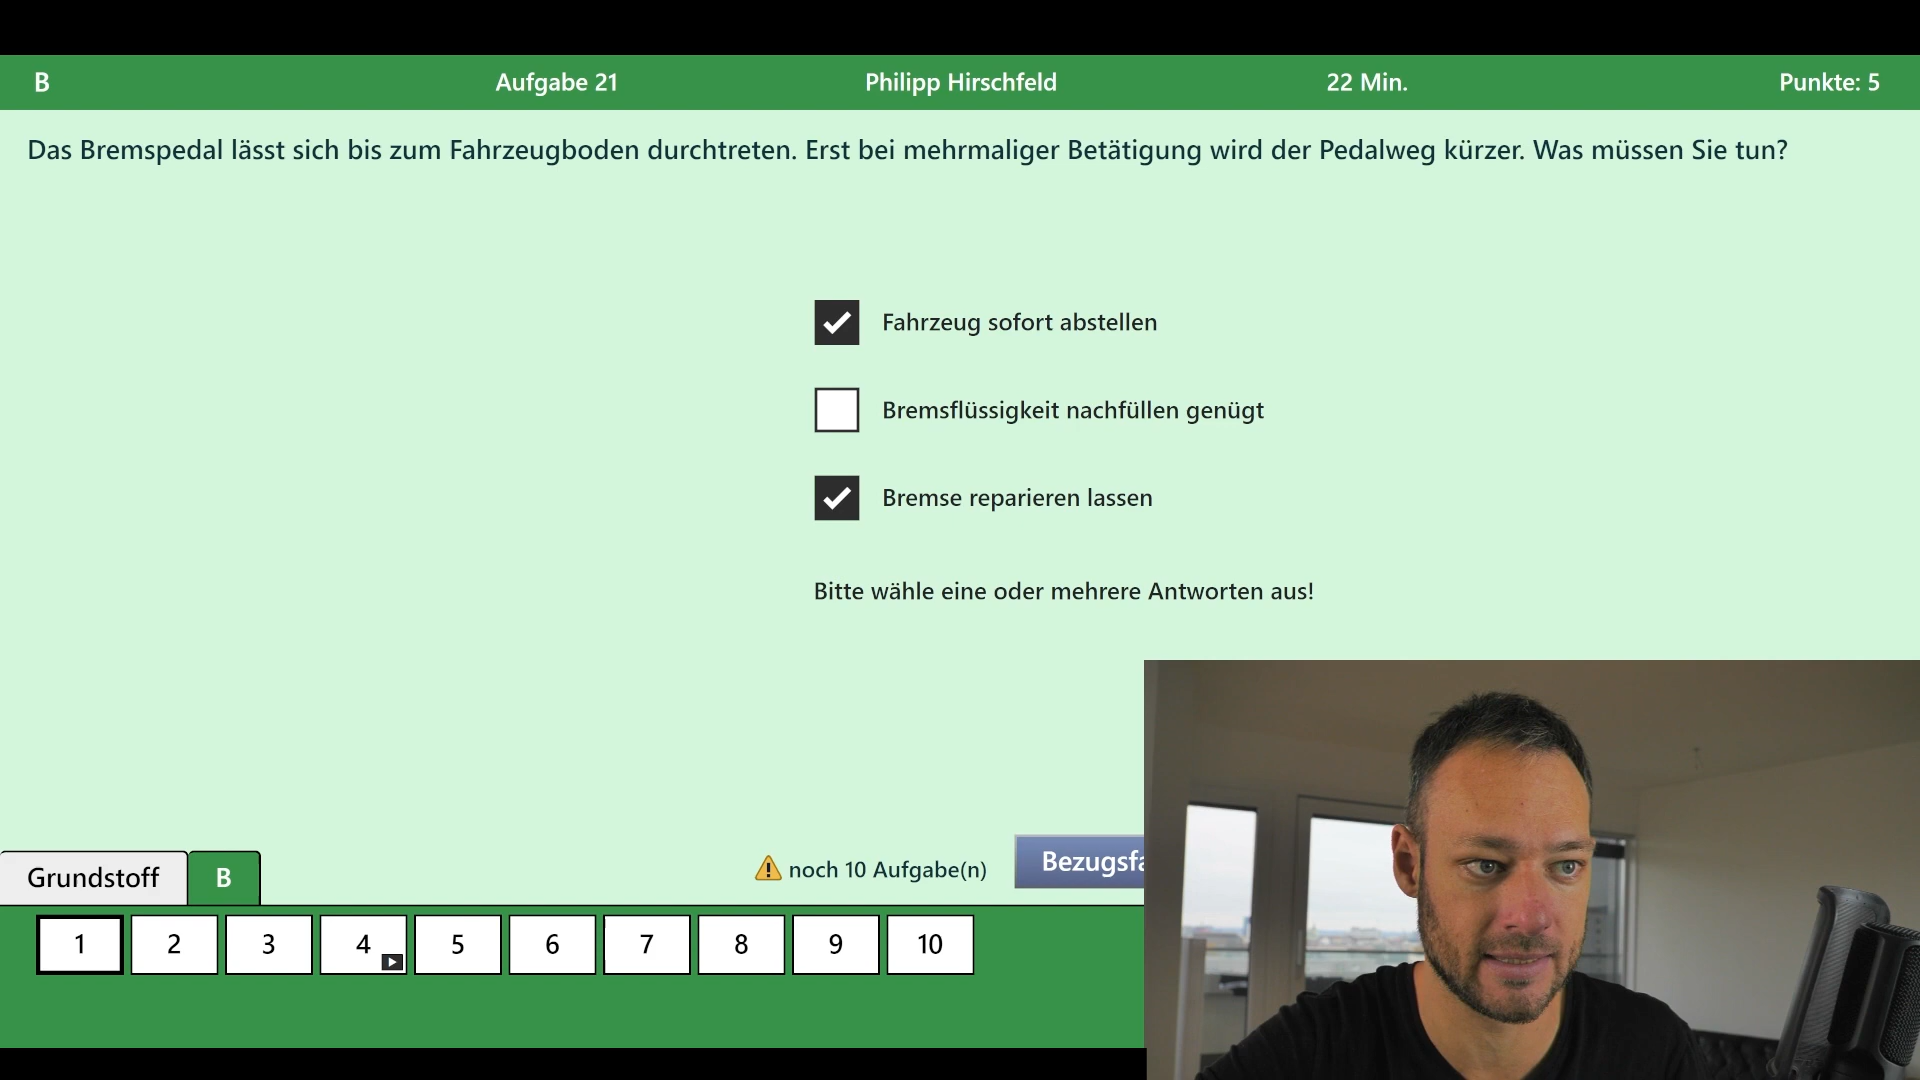 B Aufgabe 21 Philipp Hirschfeld 22 Min. Punkte: 5
Das Bremspedal lässt sich bis zum Fahrzeugboden durchtreten. Erst bei mehrmaliger Betätigung wird der Pedalweg kürzer. Was müssen Sie tun?
Fahrzeug sofort abstellen
Bremsflüssigkeit nachfüllen genügt
Bremse reparieren lassen
Bitte wähle eine oder mehrere Antworten aus!
noch 10 Aufgabe(n)
Grundstoff B
1 2 3 4 5 6 7 8 9 10